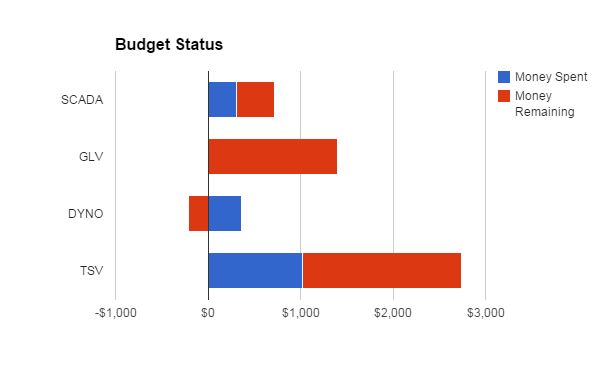 Budget Status
Money Spent
Money
Remaining
SCADA
GLV
DYNO
TSV
-$1,000
$0
$1,000
$2,000
$3,000